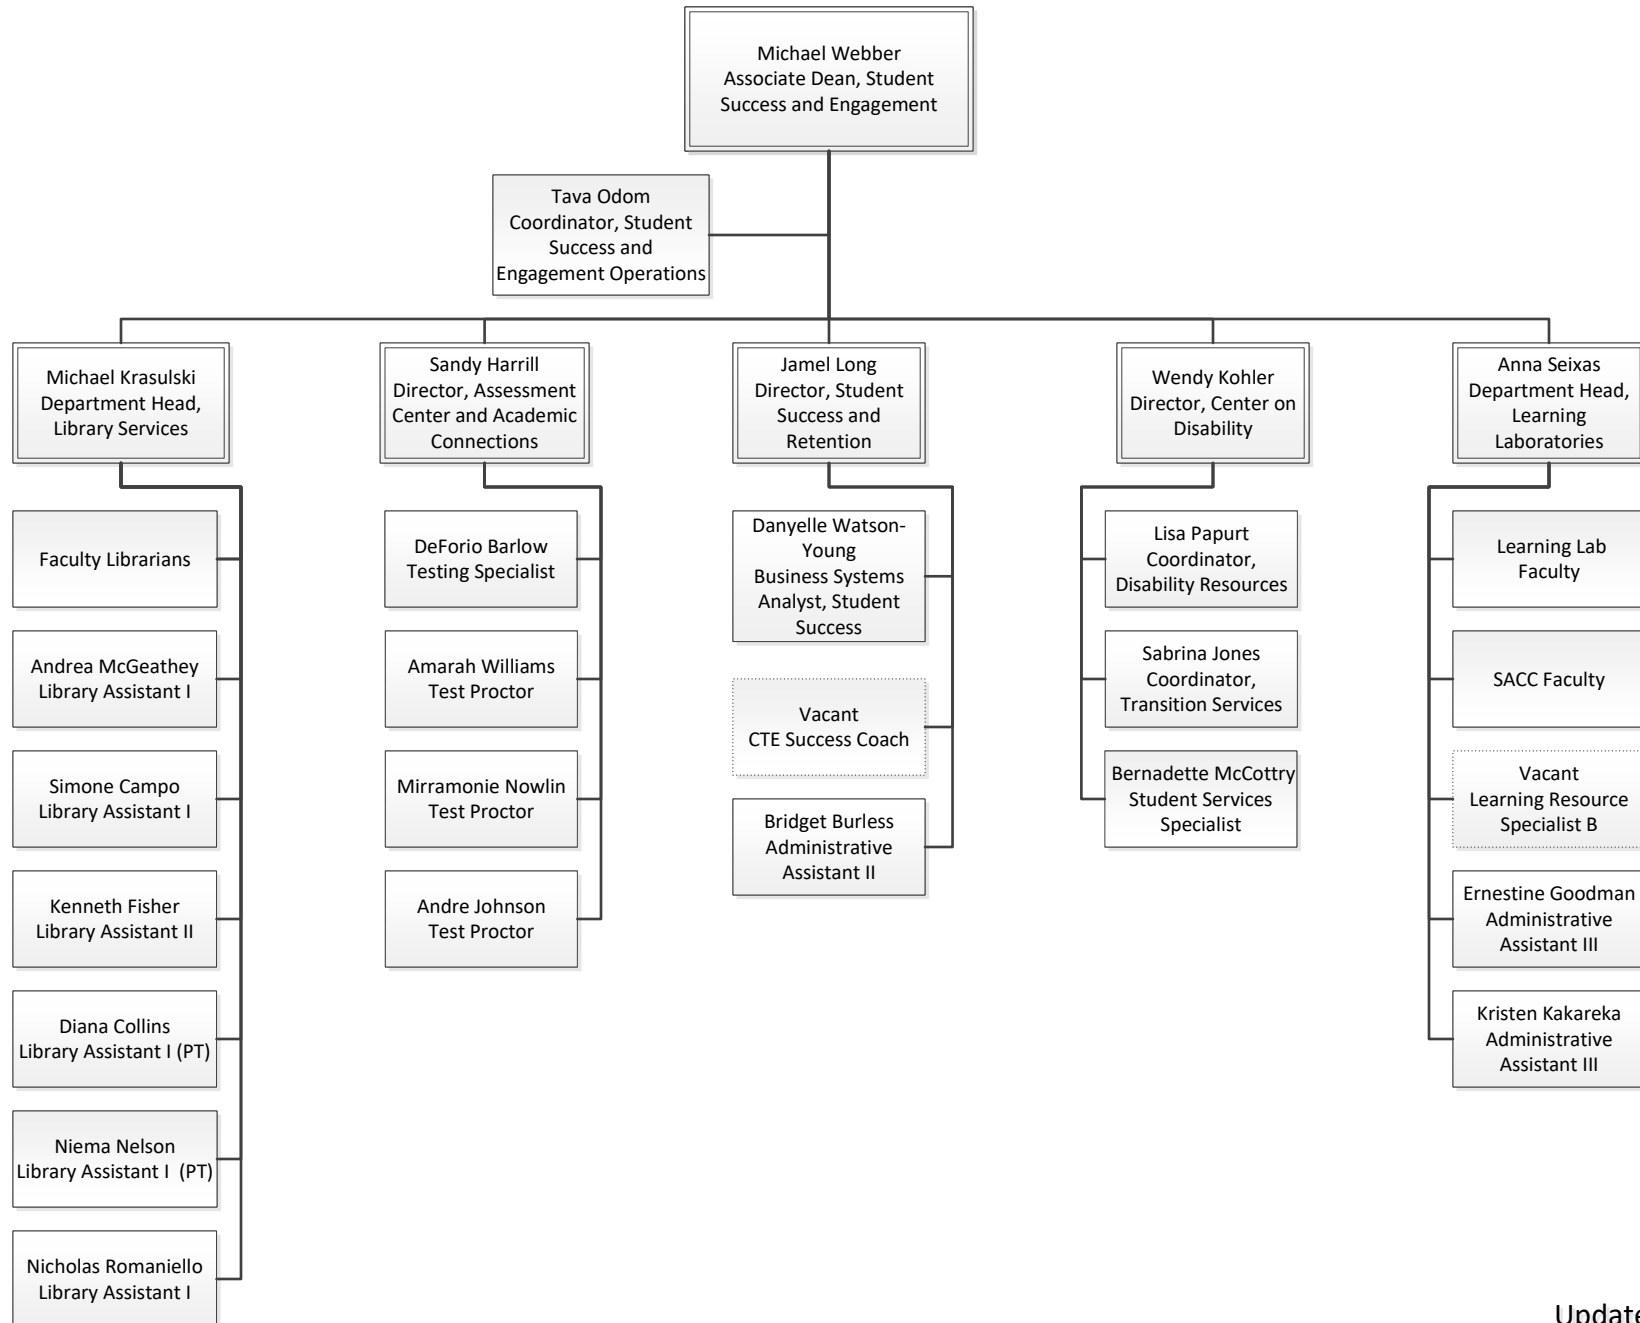 Michael Webber
Associate Dean, Student
Success and Engagement
Tava Odom
Coordinator, Student
Success and
Engagement Operations
Michael Krasulski
Department Head,
Library Services
Sandy Harrill
Director, Assessment
Center and Academic
Connections
Jamel Long
Director, Student
Success and
Retention
Wendy Kohler
Director, Center on
Disability
Anna Seixas
Department Head,
Learning
Laboratories
Faculty Librarians
Andrea McGeathey
Library Assistant I
Simone Campo
Library Assistant I
Kenneth Fisher
Library Assistant II
Diana Collins
Library Assistant I (PT)
Niema Nelson
Library Assistant I (PT)
Nicholas Romaniello
Library Assistant I
DeForio Barlow
Testing Specialist
Amarah Williams
Test Proctor
Mirramonie Nowlin
Test Proctor
Andre Johnson
Test Proctor
Danyelle Watson-
Young
Business Systems
Analyst, Student
Success
Vacant
CTE Success Coach
Bridget Burless
Administrative
Assistant II
Lisa Papurt
Coordinator,
Disability Resources
Sabrina Jones
Coordinator,
Transition Services
Bernadette McCottry
Student Services
Specialist
Learning Lab
Faculty
SACC Faculty
Vacant
Learning Resource
Specialist B
Ernestine Goodman
Administrative
Assistant III
Kristen Kakareka
Administrative
Assistant III